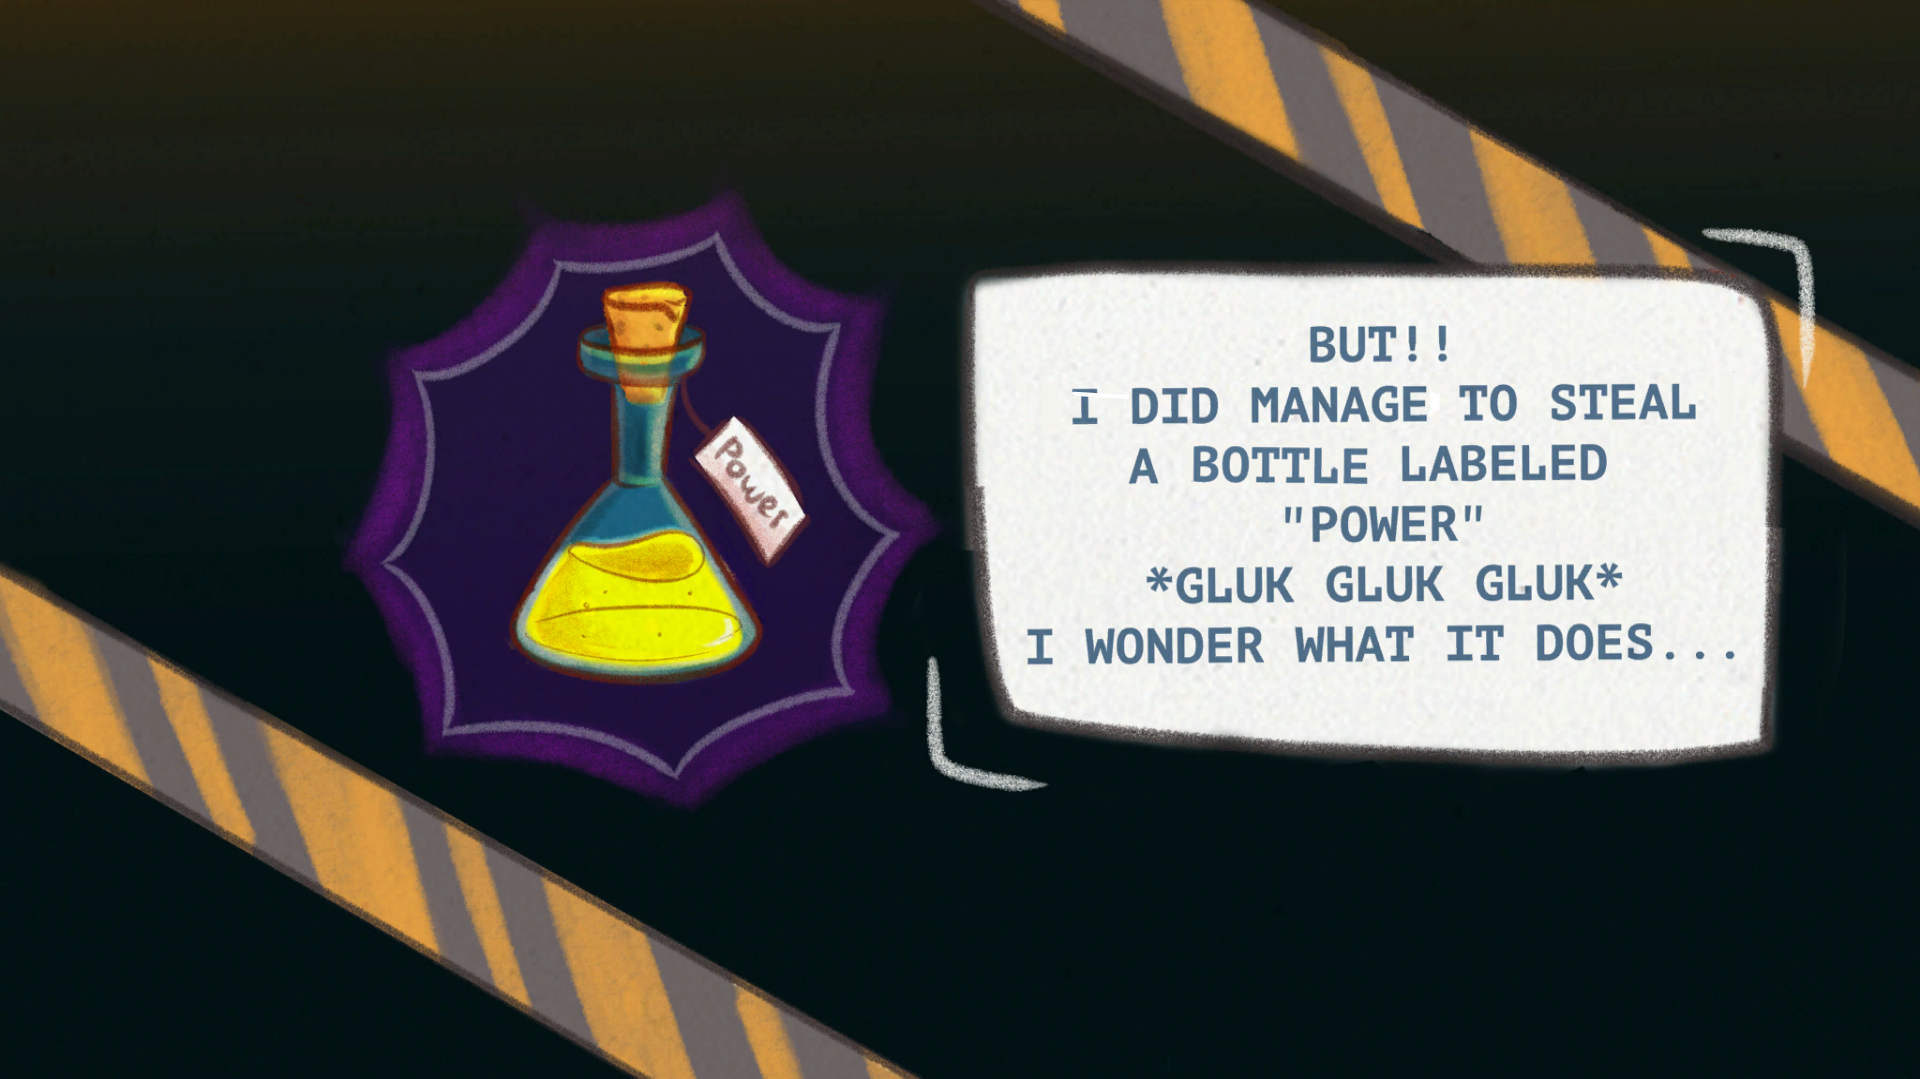 Power
BUT!!
I DID MANAGE TO STEAL
A BOTTLE LABELED
"POWER"
*GLUK GLUK GLUK*
I WONDER WHAT IT DOES...